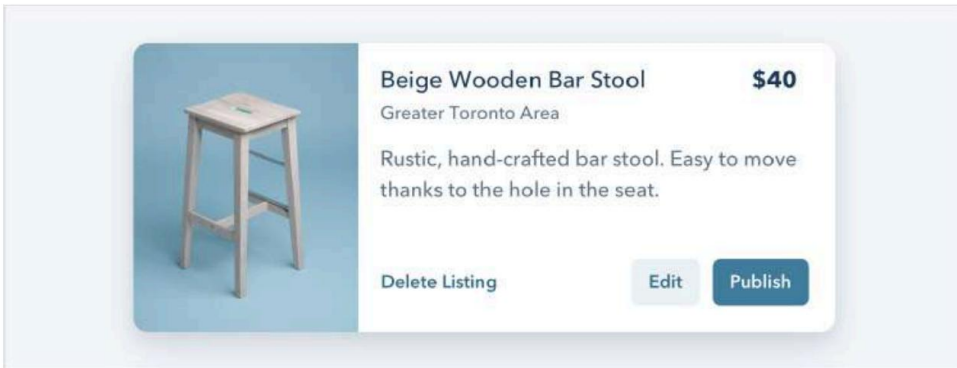 Beige Wooden Bar Stool
$40
Greater Toronto Area
Rustic, hand-crafted bar stool. Easy to move
thanks to the hole in the seat.
Delete Listing
Edit
Publish